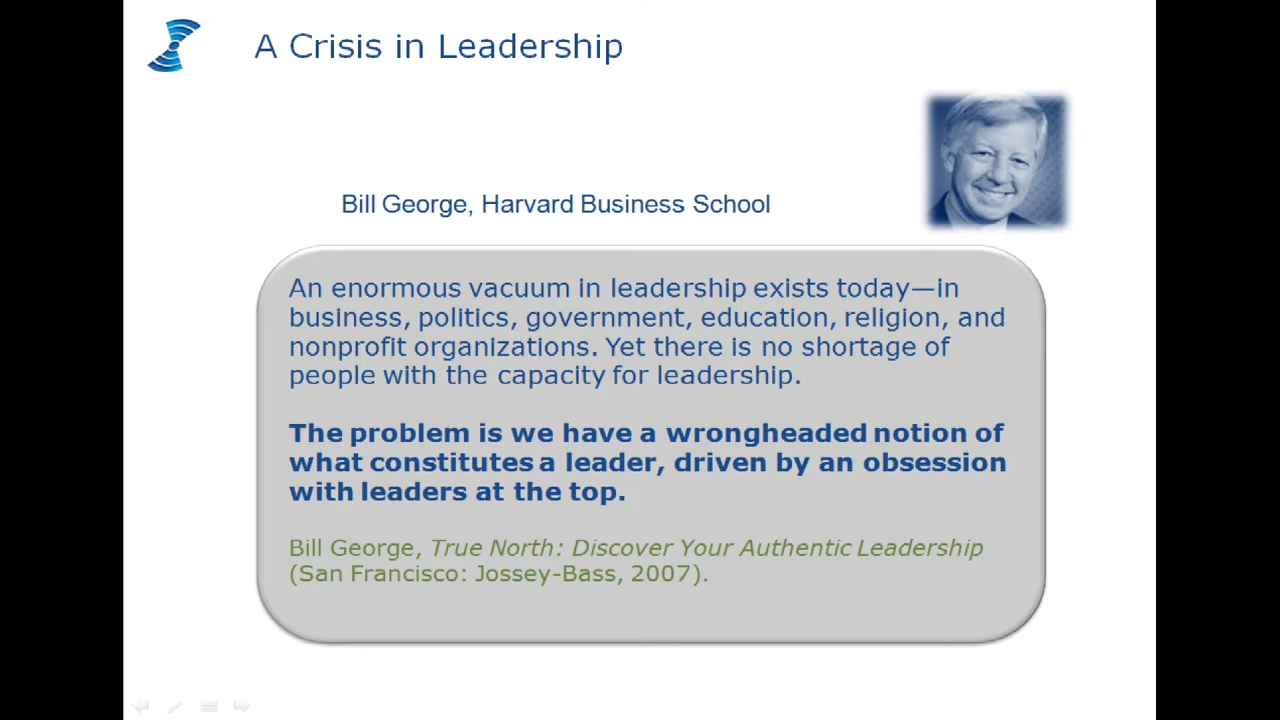 A Crisis in Leadership
Bill George, Harvard Business School
An enormous vacuum in leadership exists today—in
business, politics, government, education, religion, and
nonprofit organizations. Yet there is no shortage of
people with the capacity for leadership.
The problem is we have a wrongheaded notion of
what constitutes a leader, driven by an obsession
with leaders at the top.
Bill George, True North: Discover Your Authentic Leadership
(San Francisco: Jossey-Bass, 2007).